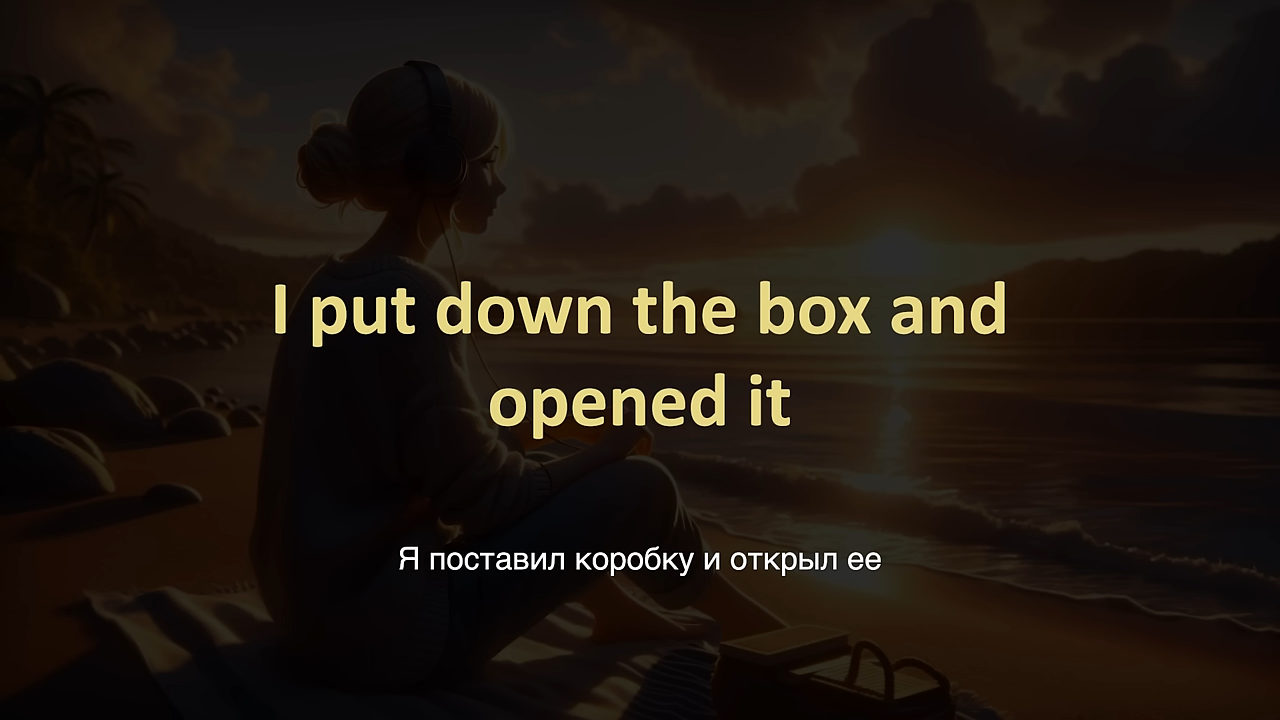 I put down the box and
opened it
Я поставил коробку и открыл ее